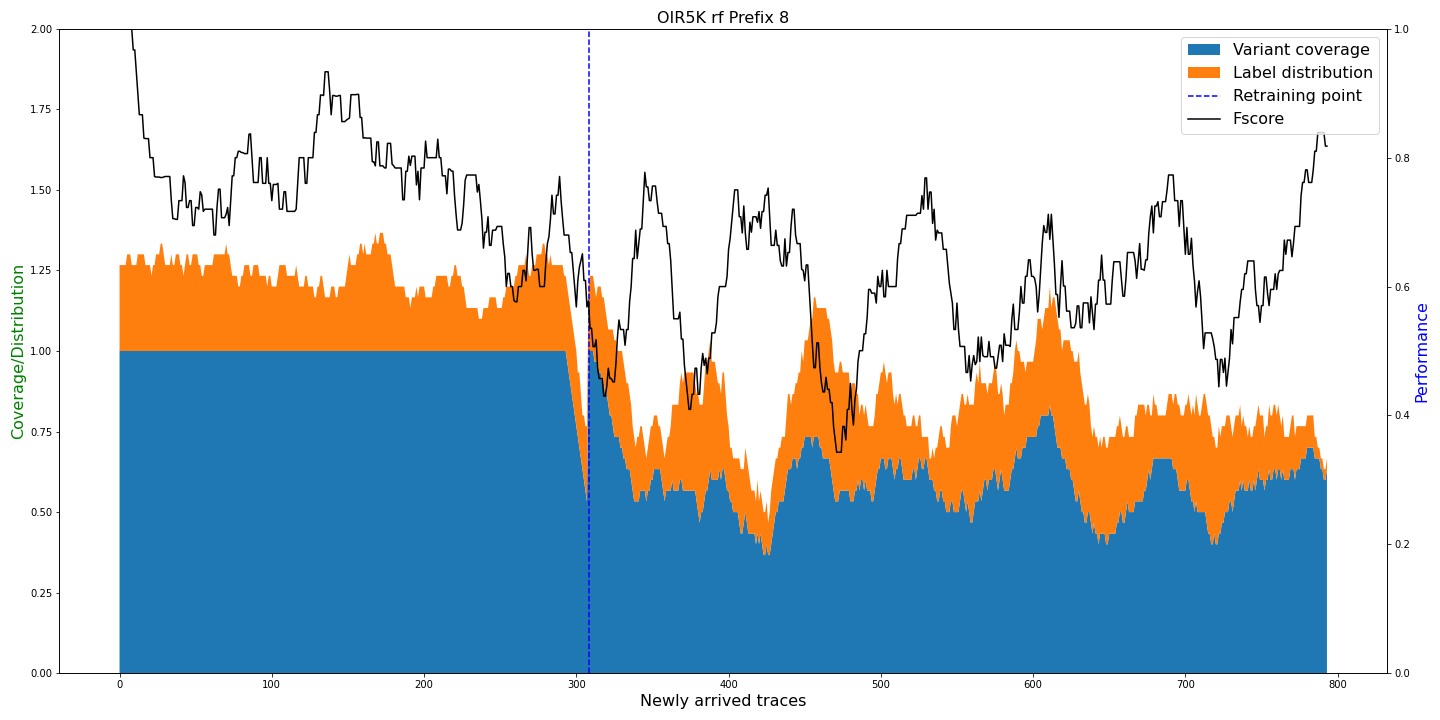 OIR5K rf Prefix 8
2.00
1.75
1.50
1.25
1.00
0.75
0.50
0.25
0.00
Coverage/Distribution
1.0
0.8
0.6
0.4
0.2
0.0
Performance
Variant coverage
Label distribution
Retraining point
Fscore
0 100 200 300 400 500 600 700 800
Newly arrived traces